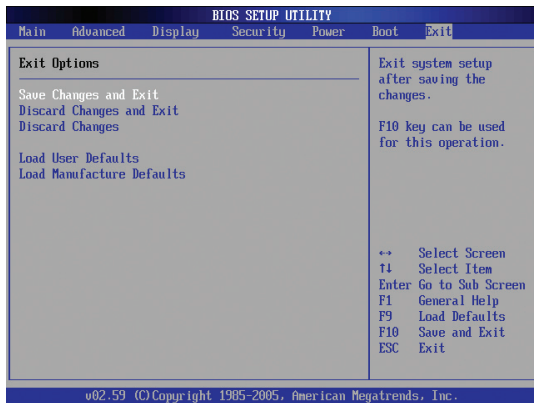 BIOS SETUP UTILITY
Main Advanced Display Security Power Boot Exit
Exit Options
Save Changes and Exit
Discard Changes and Exit
Discard Changes
Load User Defaults
Load Manufacture Defaults
Exit system setup
after saving the
changes.
F10 key can be used
for this operation.
↔ Select Screen
↑↓ Select Item
Enter Go to Sub Screen
F1 General Help
F9 Load Defaults
F10 Save and Exit
ESC Exit
v02.59 (C)Copyright 1985-2005, American Megatrends, Inc.